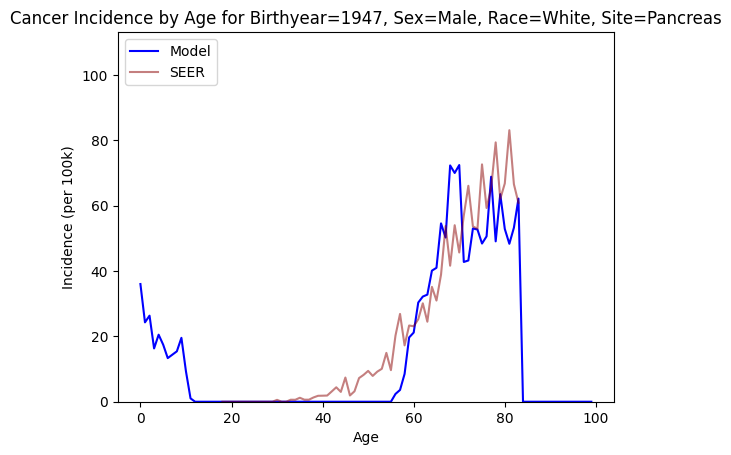 Cancer Incidence by Age for Birthyear=1947, Sex=Male, Race=White, Site=Pancreas
Model
SEER
100
80
60
40
20
0
Incidence (per 100k)
0 20 40 60 80 100
Age